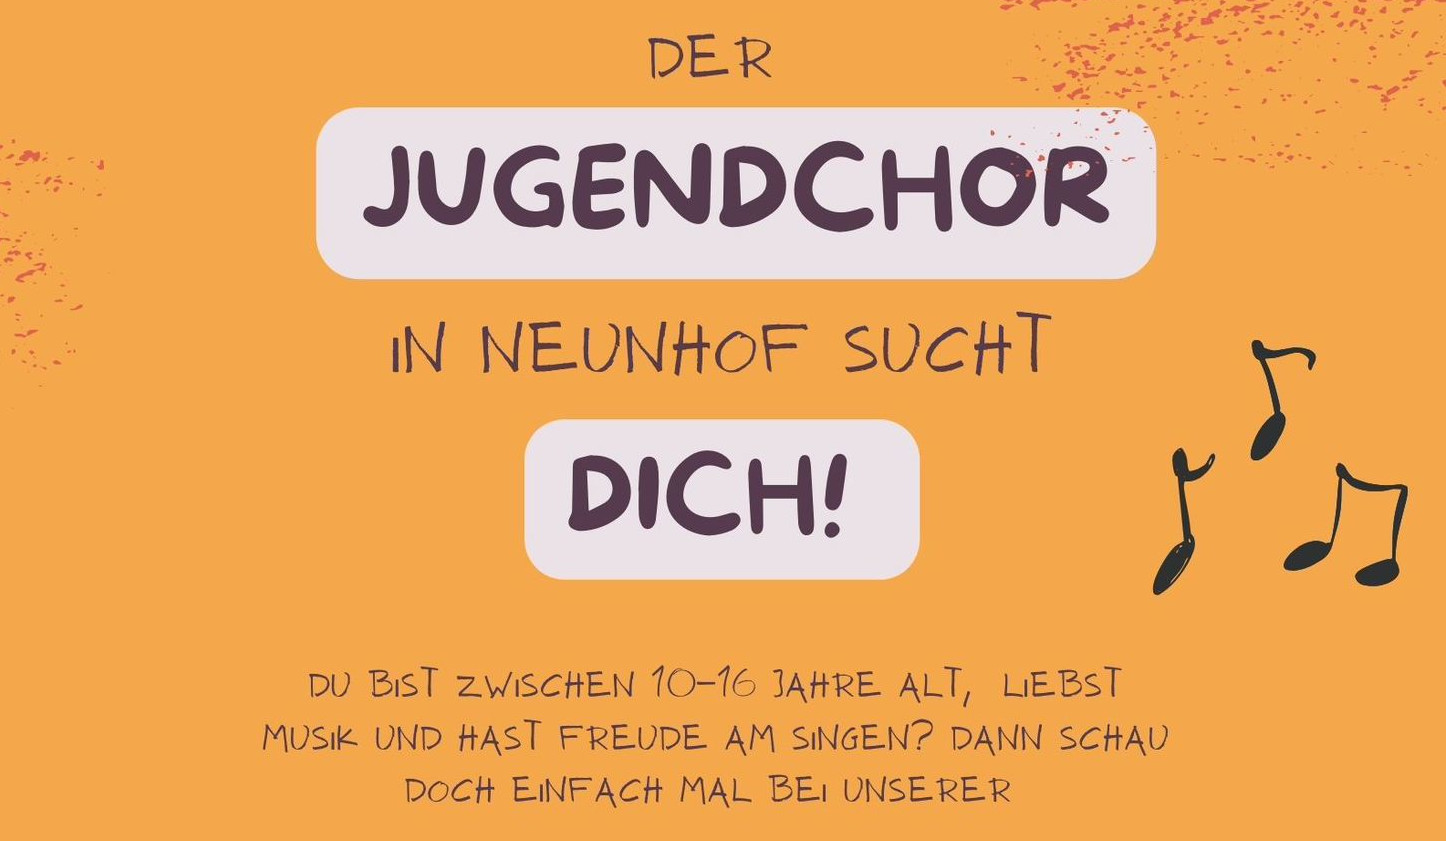 DER
JUGENDCHOR
IN NEUNHOF SUCHT
DICH!
DU BIST ZWISCHEN 10-16 JAHRE ALT, LIEBST
MUSIK UND HAST FREUDE AM SINGEN? DANN SCHAU
DOCH EINFACH MAL BEI UNSERER